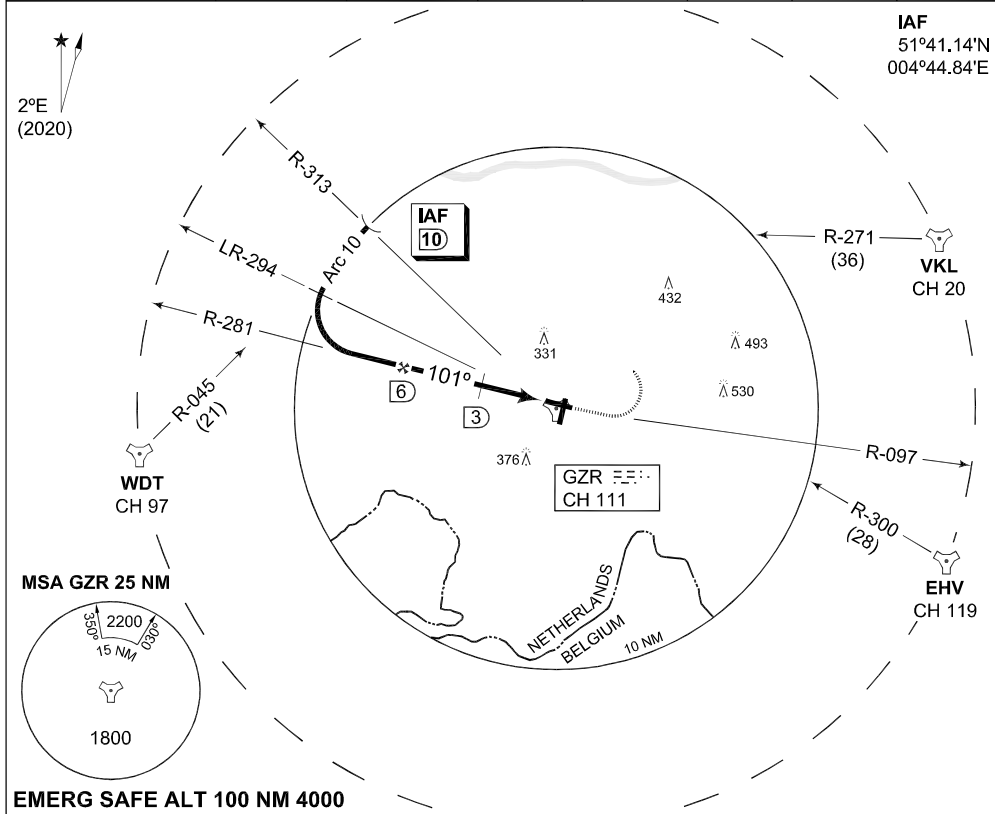 IAF
51º41.14'N
004º44.84'E
2ºE
(2020)
R-313
IAF
10
Arc 10
LR-294
R-271
(36)
VKL
CH 20
432
R-281
331
493
101º
6
3
530
R-045
(21)
WDT
CH 97
376
R-097
GZR
CH 111
R-300
(28)
EHV
CH 119
MSA GZR 25 NM
350º
2200
030º
15 NM
1800
NETHERLANDS
BELGIUM
10 NM
EMERG SAFE ALT 100 NM 4000